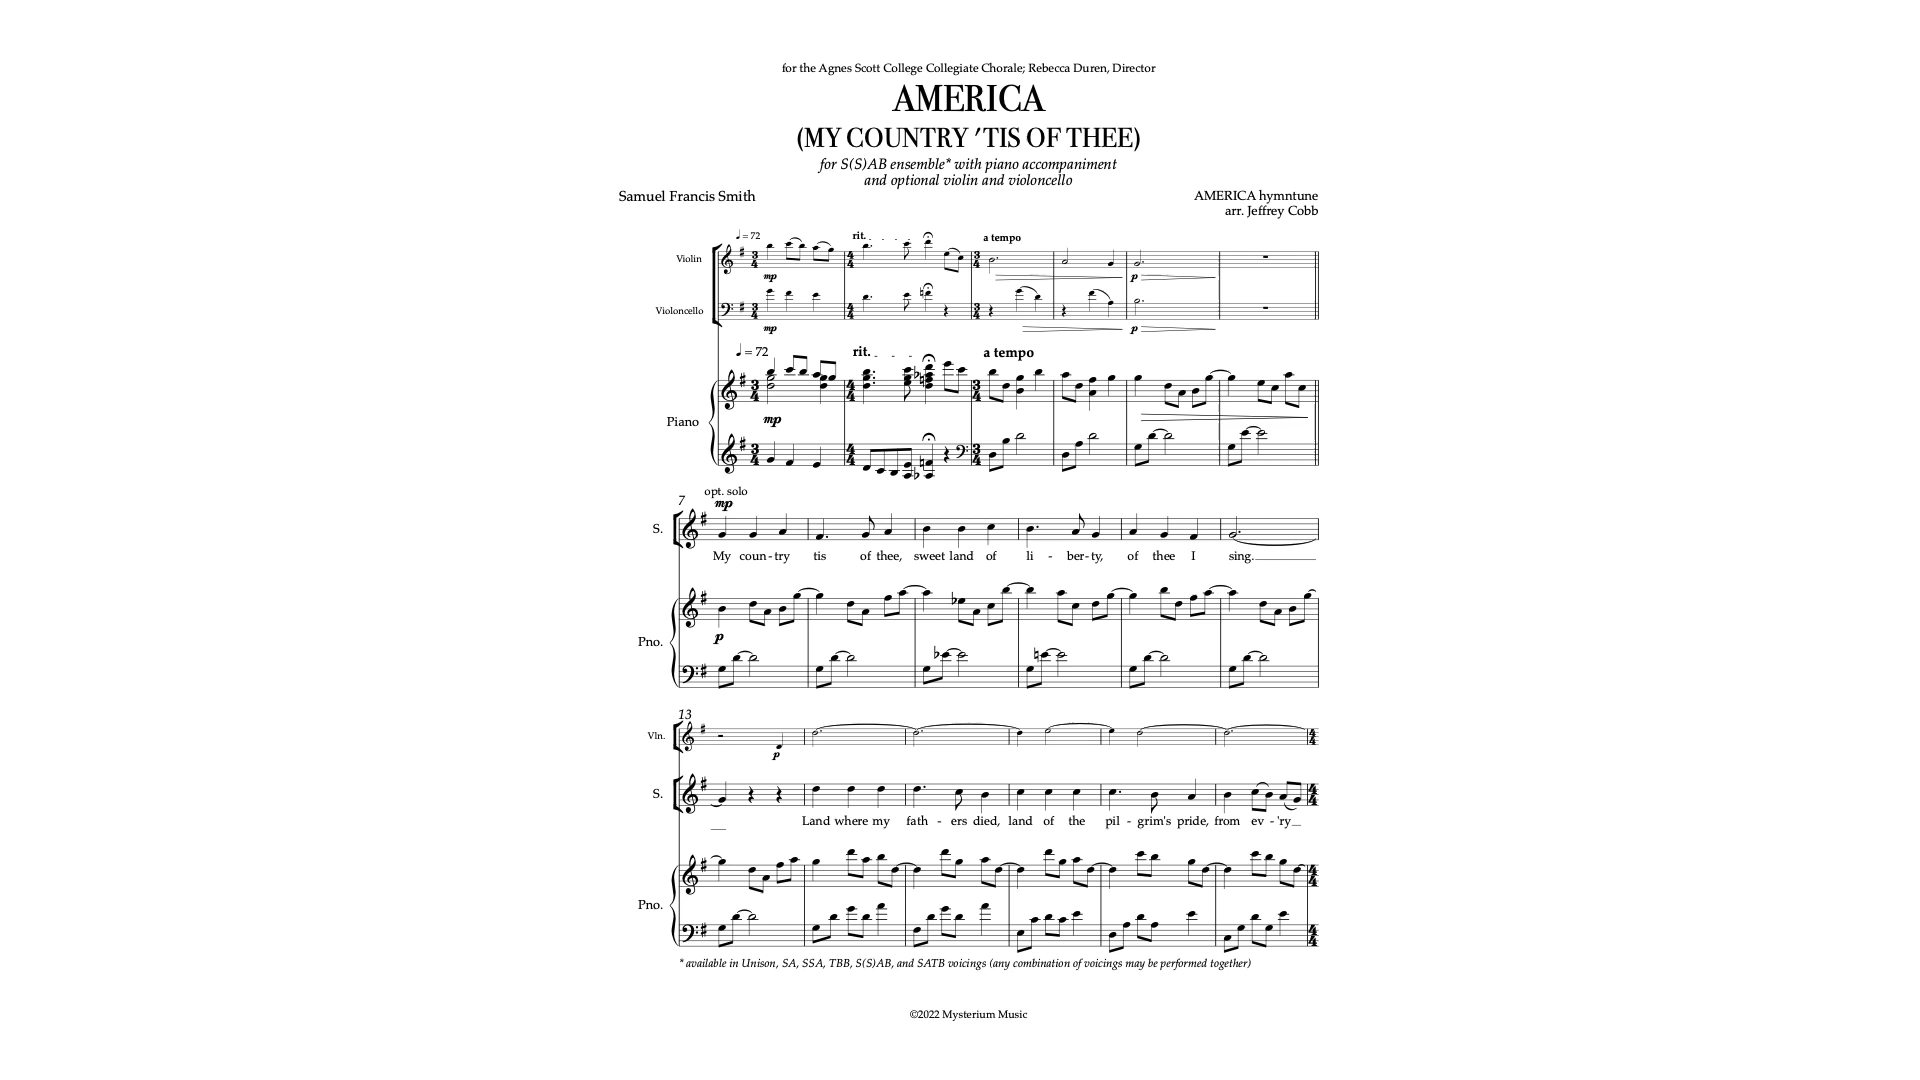 for the Agnes Scott College Collegiate Chorale; Rebecca Duren, Director
AMERICA
(MY COUNTRY ’TIS OF THEE)
for S(S)AB ensemble* with piano accompaniment
and optional violin and violoncello
Samuel Francis Smith
AMERICA hymntune
arr. Jeffrey Cobb
♩ = 72 rit. a tempo
Violin
mp p
Violoncello
mp p
♩ = 72 rit. a tempo
Piano
mp
opt. solo
7 mp
S.
My coun - try tis of thee, sweet land of li - ber - ty, of thee I sing.
p
Pno.
13
Vln.
p
S.
Land where my fath - ers died, land of the pil - grim's pride, from ev - 'ry
Pno.
* available in Unison, SA, SSA, TBB, S(S)AB, and SATB voicings (any combination of voicings may be performed together)
©2022 Mysterium Music